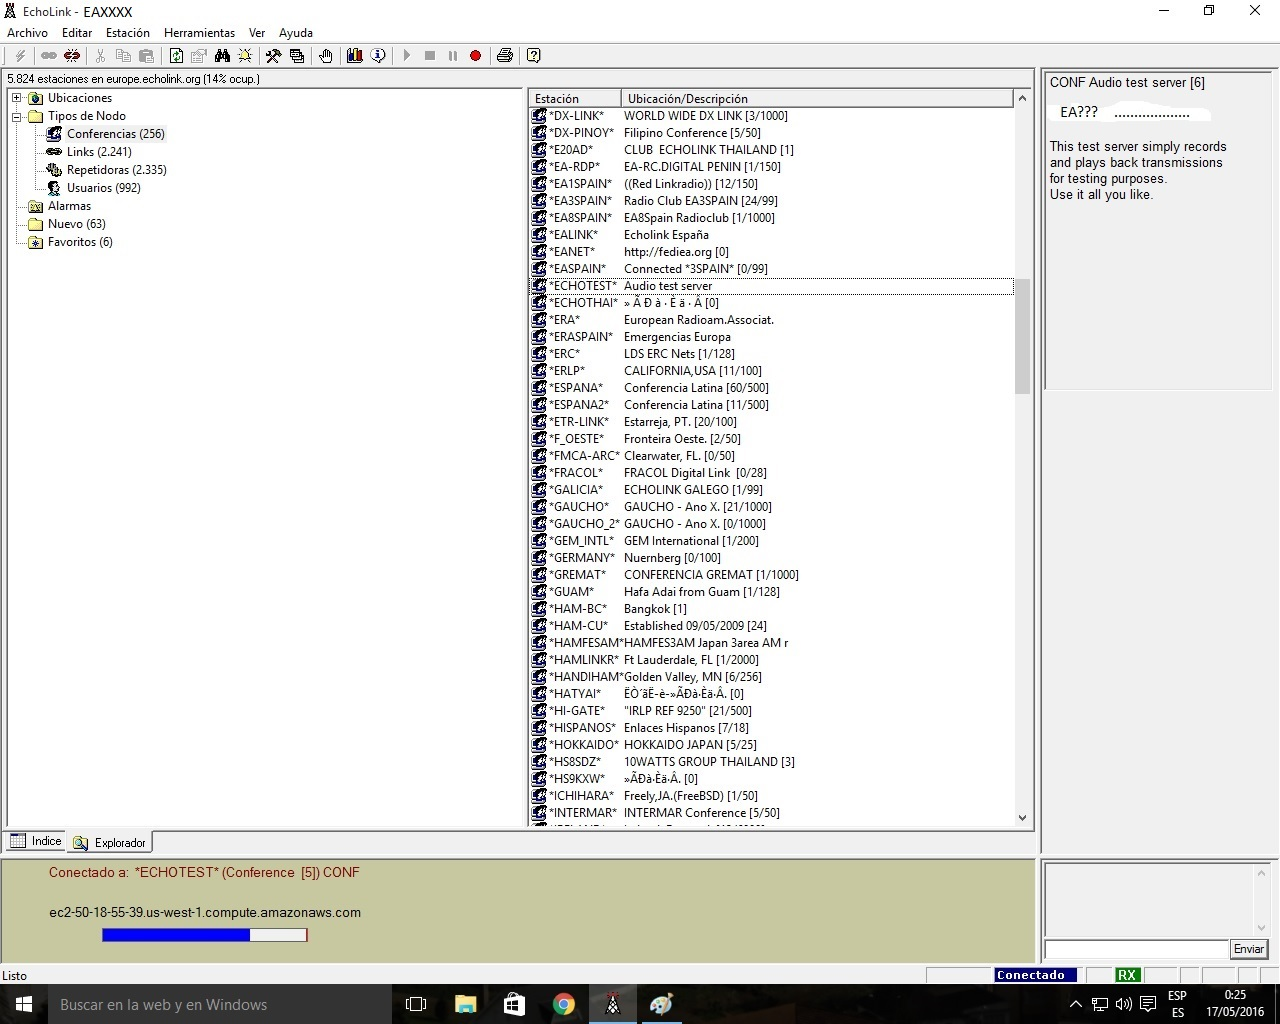 EchoLink - EAXXXX
Archivo Editar Estación Herramientas Ver Ayuda
5.824 estaciones en europe.echolink.org (14% ocup.)
Ubicaciones
Tipos de Nodo
Conferencias (256)
Links (2.241)
Repetidoras (2.335)
Usuarios (992)
Alarmas
Nuevo (63)
Favoritos (6)
Estación Ubicación/Descripción
*DX-LINK* WORLD WIDE DX LINK [3/1000]
*DX-PINOY* Filipino Conference [5/50]
*E20AD* CLUB ECHOLINK THAILAND [1]
*EA-RDP* EA-RC.DIGITAL PENIN [1/150]
*EA1SPAIN* ((Red Linkradio)) [12/150]
*EA3SPAIN* Radio Club EA3SPAIN [24/99]
*EA8SPAIN* EA8Spain Radioclub [1/1000]
*EALINK* Echolink España
*EANET* http://fediea.org [0]
*EASPAIN* Connected *3SPAIN* [0/99]
*ECHOTEST* Audio test server
*ECHOTHAI* » Ã Ð à · È ä · Â [0]
*ERA* European Radioam.Associat.
*ERASPAIN* Emergencias Europa
*ERC* LDS ERC Nets [1/128]
*ERLP* CALIFORNIA,USA [11/100]
*ESPANA* Conferencia Latina [60/500]
*ESPANA2* Conferencia Latina [11/500]
*ETR-LINK* Estarreja, PT. [20/100]
*F_OESTE* Fronteira Oeste. [2/50]
*FMCA-ARC* Clearwater, FL. [0/50]
*FRACOL* FRACOL Digital Link [0/28]
*GALICIA* ECHOLINK GALEGO [1/99]
*GAUCHO* GAUCHO - Ano X. [21/1000]
*GAUCHO_2* GAUCHO - Ano X. [0/1000]
*GEM_INTL* GEM International [1/200]
*GERMANY* Nuernberg [0/100]
*GREMAT* CONFERENCIA GREMAT [1/1000]
*GUAM* Hafa Adai from Guam [1/128]
*HAM-BC* Bangkok [1]
*HAM-CU* Established 09/05/2009 [24]
*HAMFESAM* HAMFES3AM Japan 3area AM r
*HAMLINKR* Ft Lauderdale, FL [1/2000]
*HANDIHAM* Golden Valley, MN [6/256]
*HATYAI* ËÒ´ãË-è-»ÃÐà·Èä·Â. [0]
*HI-GATE* "IRLP REF 9250" [21/500]
*HISPANOS* Enlaces Hispanos [7/18]
*HOKKAIDO* HOKKAIDO JAPAN [5/25]
*HS8SDZ* 10WATTS GROUP THAILAND [3]
*HS9KXW* »ÃÐà·Èä·Â. [0]
*ICHIHARA* Freely,JA.(FreeBSD) [1/50]
*INTERMAR* INTERMAR Conference [5/50]
CONF Audio test server [6]
EA??? ...................
This test server simply records
and plays back transmissions
for testing purposes.
Use it all you like.
Indice Explorador
Conectado a: *ECHOTEST* (Conference [5]) CONF
ec2-50-18-55-39.us-west-1.compute.amazonaws.com
Enviar
Listo Conectado RX
Buscar en la web y en Windows
ESP
ES
0:25
17/05/2016